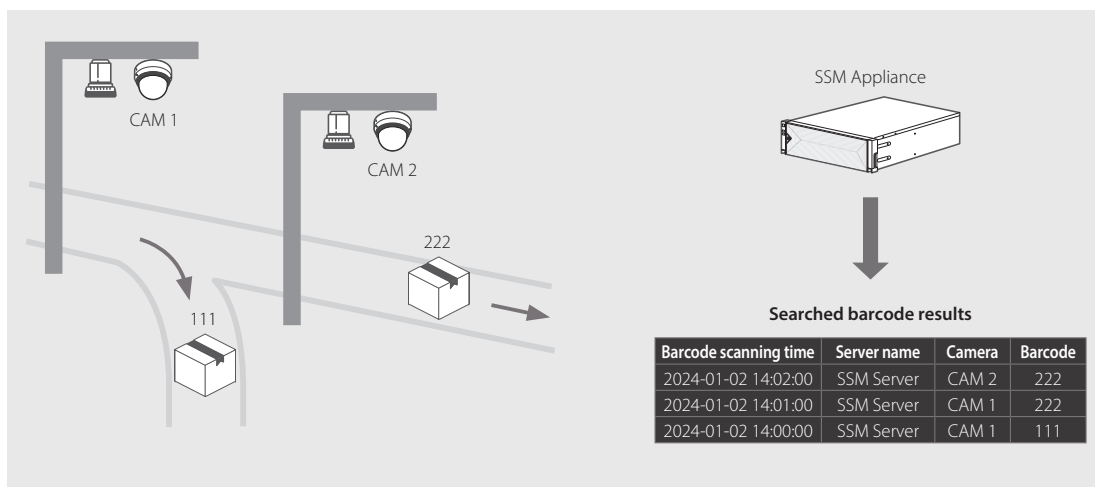 CAM 1
CAM 2
222
111
SSM Appliance
Searched barcode results
Barcode scanning time Server name Camera Barcode
2024-01-02 14:02:00 SSM Server CAM 2 222
2024-01-02 14:01:00 SSM Server CAM 1 222
2024-01-02 14:00:00 SSM Server CAM 1 111